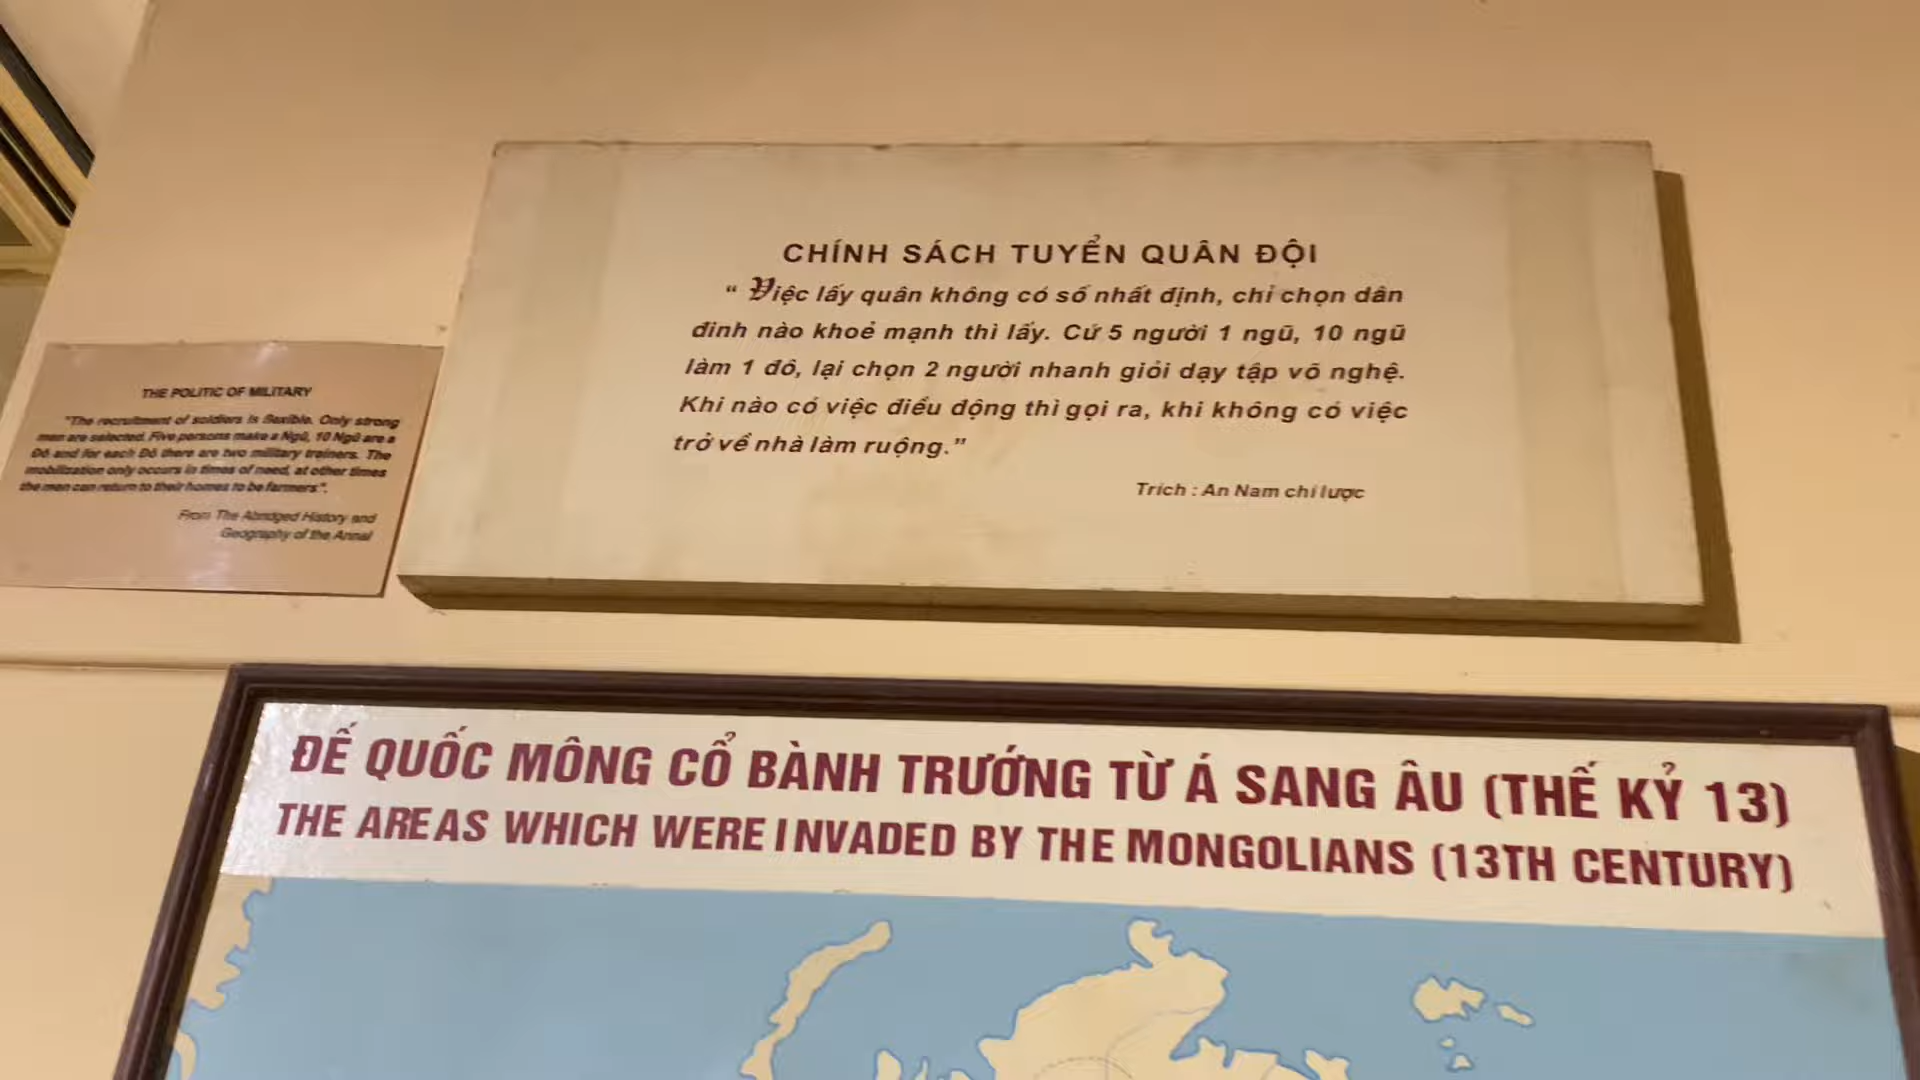 CHÍNH SÁCH TUYỂN QUÂN ĐỘI
“ Việc lấy quân không có số nhất định, chỉ chọn dân
đinh nào khoẻ mạnh thì lấy. Cứ 5 người 1 ngũ, 10 ngũ
làm 1 đô, lại chọn 2 người nhanh giỏi dạy tập võ nghệ.
Khi nào có việc điều động thì gọi ra, khi không có việc
trở về nhà làm ruộng.”
Trích : An Nam chí lược
THE POLITIC OF MILITARY
"The recruitment of soldiers is flexible. Only strong
men are selected. Five persons make a Ngũ, 10 Ngũ are a
Đô and for each Đô there are two military trainers. The
mobilization only occurs in times of need, at other times
the men can return to their homes to be farmers".
From The Abridged History and
Geography of the Annal
ĐẾ QUỐC MÔNG CỔ BÀNH TRƯỚNG TỪ Á SANG ÂU (THẾ KỶ 13)
THE AREAS WHICH WERE INVADED BY THE MONGOLIANS (13TH CENTURY)